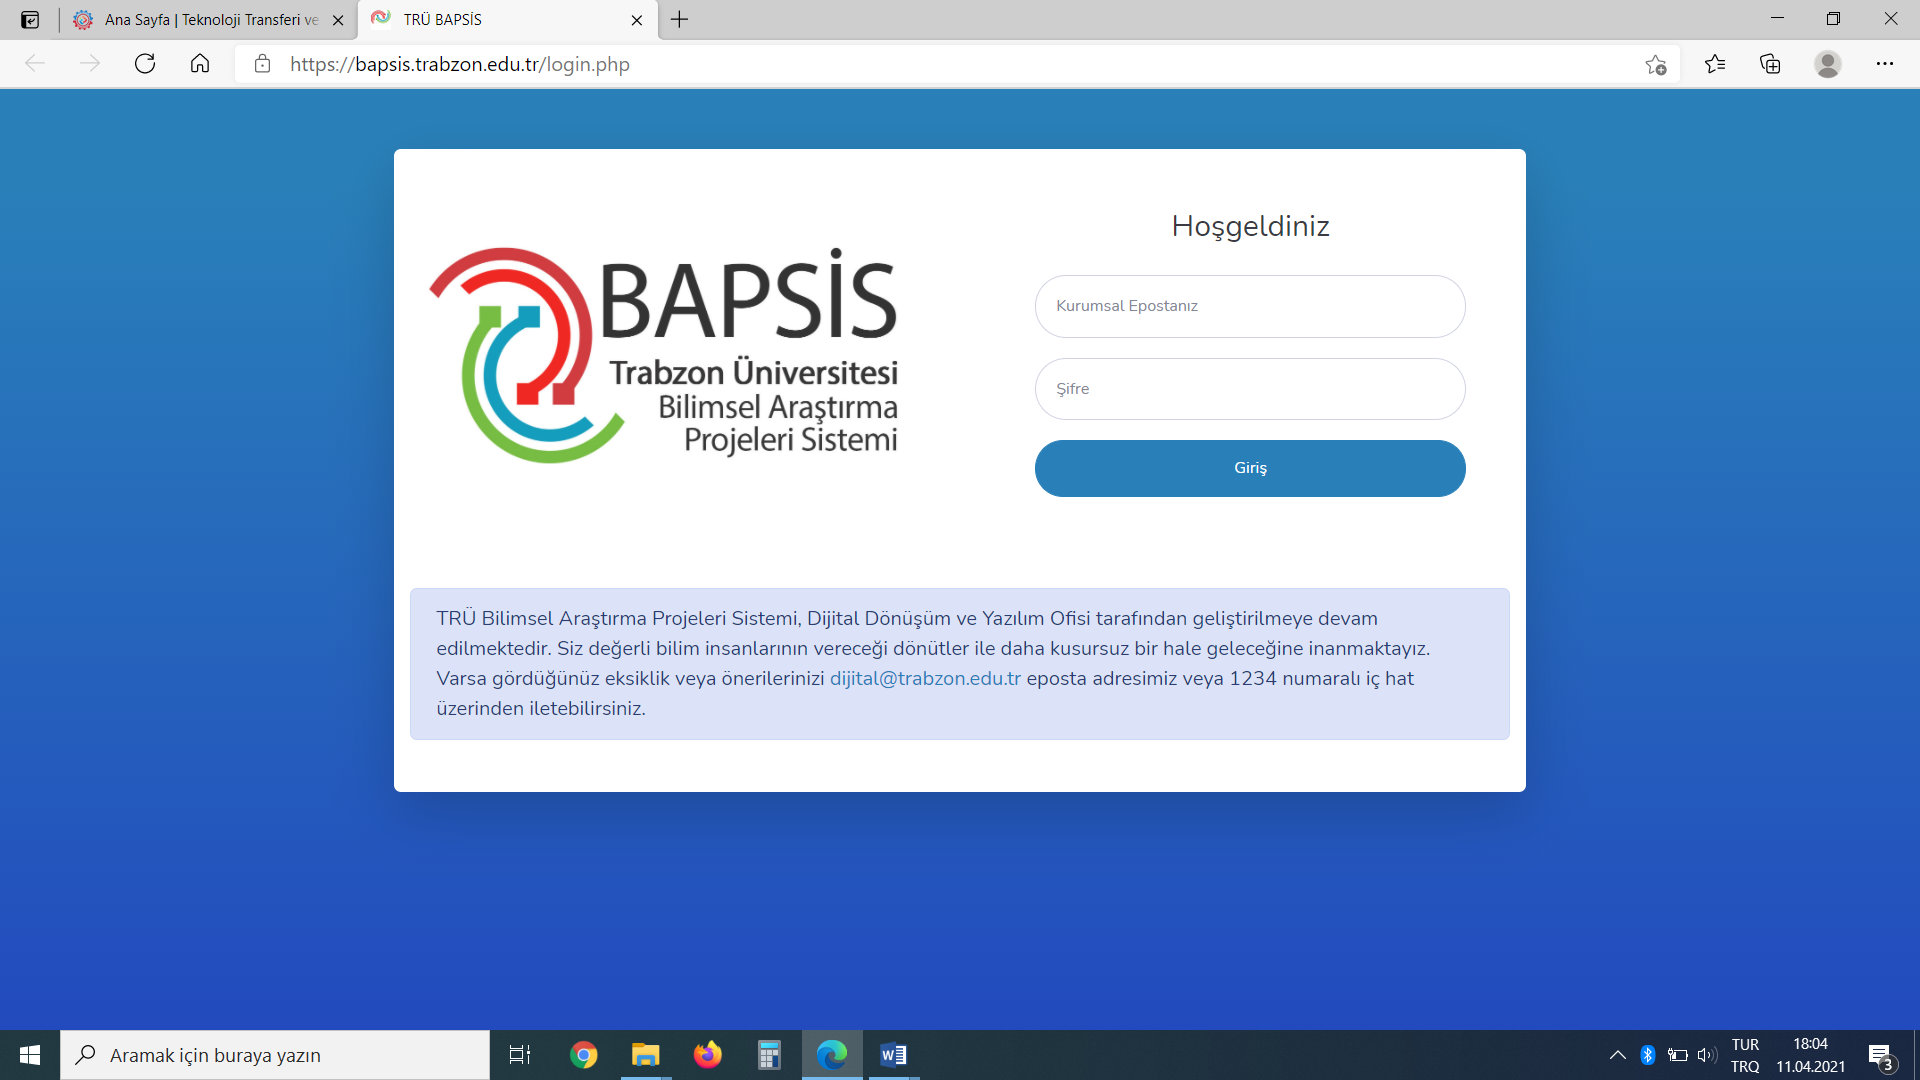 Ana Sayfa | Teknoloji Transferi ve
TRÜ BAPSİS
https://bapsis.trabzon.edu.tr/login.php
BAPSİS
Trabzon Üniversitesi
Bilimsel Araştırma
Projeleri Sistemi
Hoşgeldiniz
Kurumsal Epostanız
Şifre
Giriş
TRÜ Bilimsel Araştırma Projeleri Sistemi, Dijital Dönüşüm ve Yazılım Ofisi tarafından geliştirilmeye devam
edilmektedir. Siz değerli bilim insanlarının vereceği dönütler ile daha kusursuz bir hale geleceğine inanmaktayız.
Varsa gördüğünüz eksiklik veya önerilerinizi dijital@trabzon.edu.tr eposta adresimiz veya 1234 numaralı iç hat
üzerinden iletebilirsiniz.
Aramak için buraya yazın
W
TUR
TRQ
18:04
11.04.2021
3